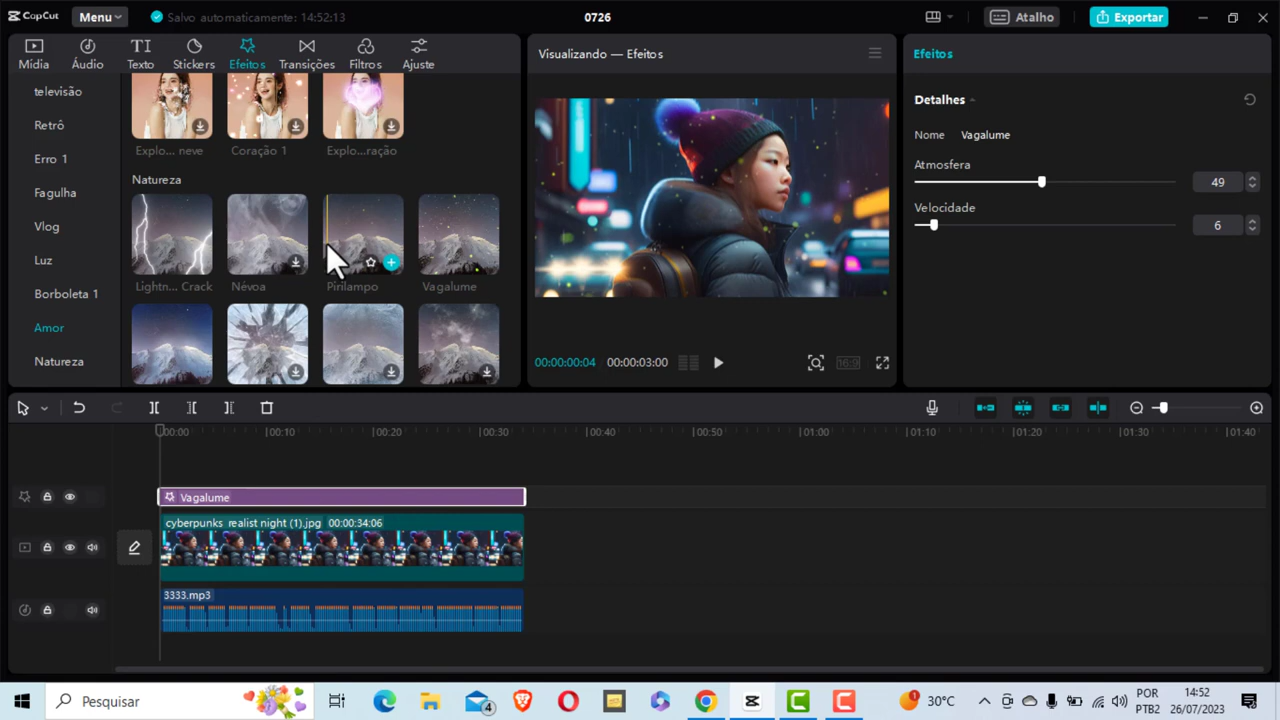 CapCut
Menu
Salvo automaticamente: 14:52:13
0726
Atalho
Exportar
Mídia
Áudio
Texto
Stickers
Efeitos
Transições
Filtros
Ajuste
televisão
Retrô
Erro 1
Fagulha
Vlog
Luz
Borboleta 1
Amor
Natureza
Explo... neve
Coração 1
Explo...ração
Natureza
Lightn... Crack
Névoa
Pirilampo
Vagalume
Visualizando — Efeitos
00:00:00:04
00:00:03:00
16:9
Efeitos
Detalhes
Nome Vagalume
Atmosfera
49
Velocidade
6
00:00
00:10
00:20
00:30
00:40
00:50
01:00
01:10
01:20
01:30
01:40
Vagalume
cyberpunks realist night (1).jpg 00:00:34:06
3333.mp3
Pesquisar
4
1
30°C
POR
PTB2
14:52
26/07/2023